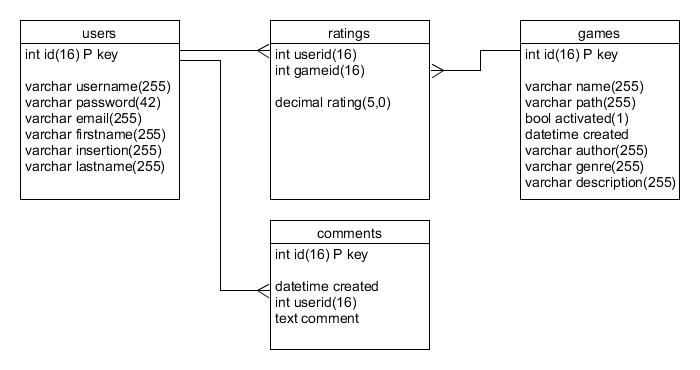 users
int id(16) P key
varchar username(255)
varchar password(42)
varchar email(255)
varchar firstname(255)
varchar insertion(255)
varchar lastname(255)
ratings
int userid(16)
int gameid(16)
decimal rating(5,0)
games
int id(16) P key
varchar name(255)
varchar path(255)
bool activated(1)
datetime created
varchar author(255)
varchar genre(255)
varchar description(255)
comments
int id(16) P key
datetime created
int userid(16)
text comment